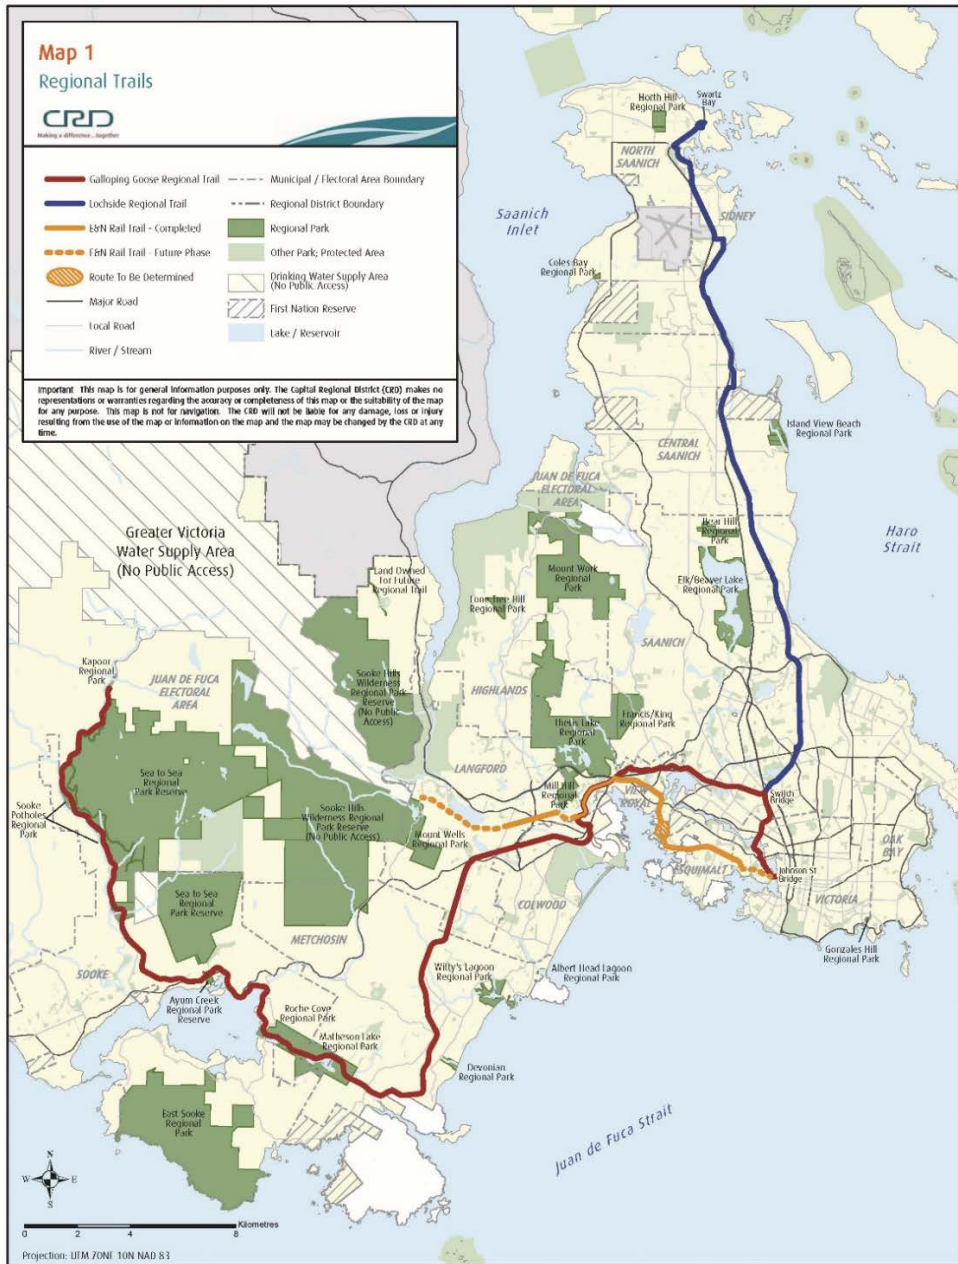 Map 1
Regional Trails
CRD
Making a difference...together
Galloping Goose Regional Trail
Lochside Regional Trail
E&N Rail Trail - Completed
E&N Rail Trail - Future Phase
Route To Be Determined
Major Road
Local Road
River / Stream
Municipal / Electoral Area Boundary
Regional District Boundary
Regional Park
Other Park; Protected Area
Drinking Water Supply Area
(No Public Access)
First Nation Reserve
Lake / Reservoir
Important This map is for general information purposes only. The Capital Regional District (CRD) makes no
representations or warranties regarding the accuracy or completeness of this map or the suitability of the map
for any purpose. This map is not for navigation. The CRD will not be liable for any damage, loss or injury
resulting from the use of the map or information on the map and the map may be changed by the CRD at any
time.
Swartz
Bay
Horth Hill
Regional Park
NORTH
SAANICH
Saanich
Inlet
SIDNEY
Coles Bay
Regional Park
Island View Beach
Regional Park
CENTRAL
SAANICH
JUAN DE FUCA
ELECTORAL
AREA
Bear Hill
Regional
Park
Haro
Strait
Greater Victoria
Water Supply Area
(No Public Access)
Land Owned
for Future
Regional Trail
Mount Work
Regional
Park
Elk/Beaver Lake
Regional Park
Lone Tree Hill
Regional Park
SAANICH
Kapoor
Regional
Park
JUAN DE FUCA
ELECTORAL
AREA
Sooke Hills
Wilderness
Regional Park
Reserve
(No Public
Access)
HIGHLANDS
Francis/King
Regional Park
Thetis Lake
Regional
Park
LANGFORD
Sea to Sea
Regional
Park Reserve
Mill Hill
Regional
Park
VIEW
ROYAL
Switch
Bridge
Sooke
Potholes
Regional
Park
Sooke Hills
Wilderness Regional
Park Reserve
(No Public Access)
Mount Wells
Regional Park
OAK
BAY
ESQUIMALT
Johnson St
Bridge
VICTORIA
Sea to Sea
Regional
Park Reserve
COLWOOD
METCHOSIN
Gonzales Hill
Regional Park
SOOKE
Witty's Lagoon
Regional Park
Albert Head Lagoon
Regional Park
Ayum Creek
Regional Park
Reserve
Roche Cove
Regional Park
Matheson Lake
Regional Park
Devonian
Regional Park
East Sooke
Regional
Park
Juan de Fuca Strait
N
W
E
S
0 2 4 8 Kilometres
Projection: UTM ZONE 10N NAD 83